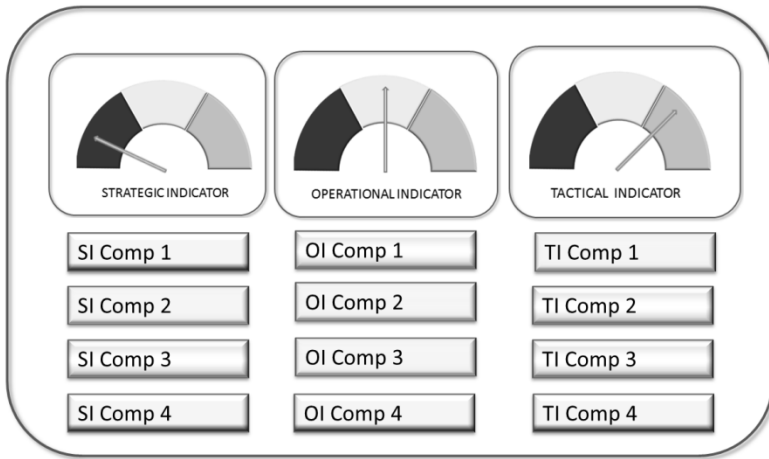 STRATEGIC INDICATOR
OPERATIONAL INDICATOR
TACTICAL INDICATOR
SI Comp 1
OI Comp 1
TI Comp 1
SI Comp 2
OI Comp 2
TI Comp 2
SI Comp 3
OI Comp 3
TI Comp 3
SI Comp 4
OI Comp 4
TI Comp 4